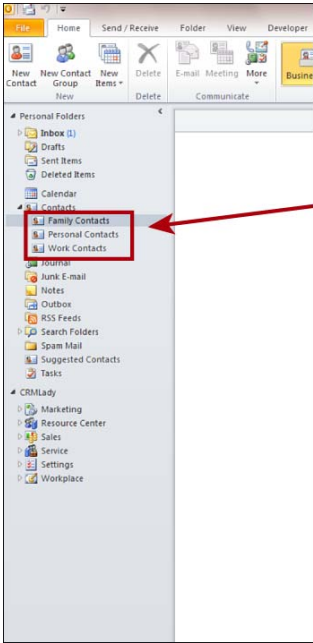 File Home Send / Receive Folder View Developer
New Contact New Contact Group New Items Delete E-mail Meeting More
New Delete Communicate
Personal Folders
Inbox (1)
Drafts
Sent Items
Deleted Items
Calendar
Contacts
Family Contacts
Personal Contacts
Work Contacts
Journal
Junk E-mail
Notes
Outbox
RSS Feeds
Search Folders
Spam Mail
Suggested Contacts
Tasks
CRMLady
Marketing
Resource Center
Sales
Service
Settings
Workplace